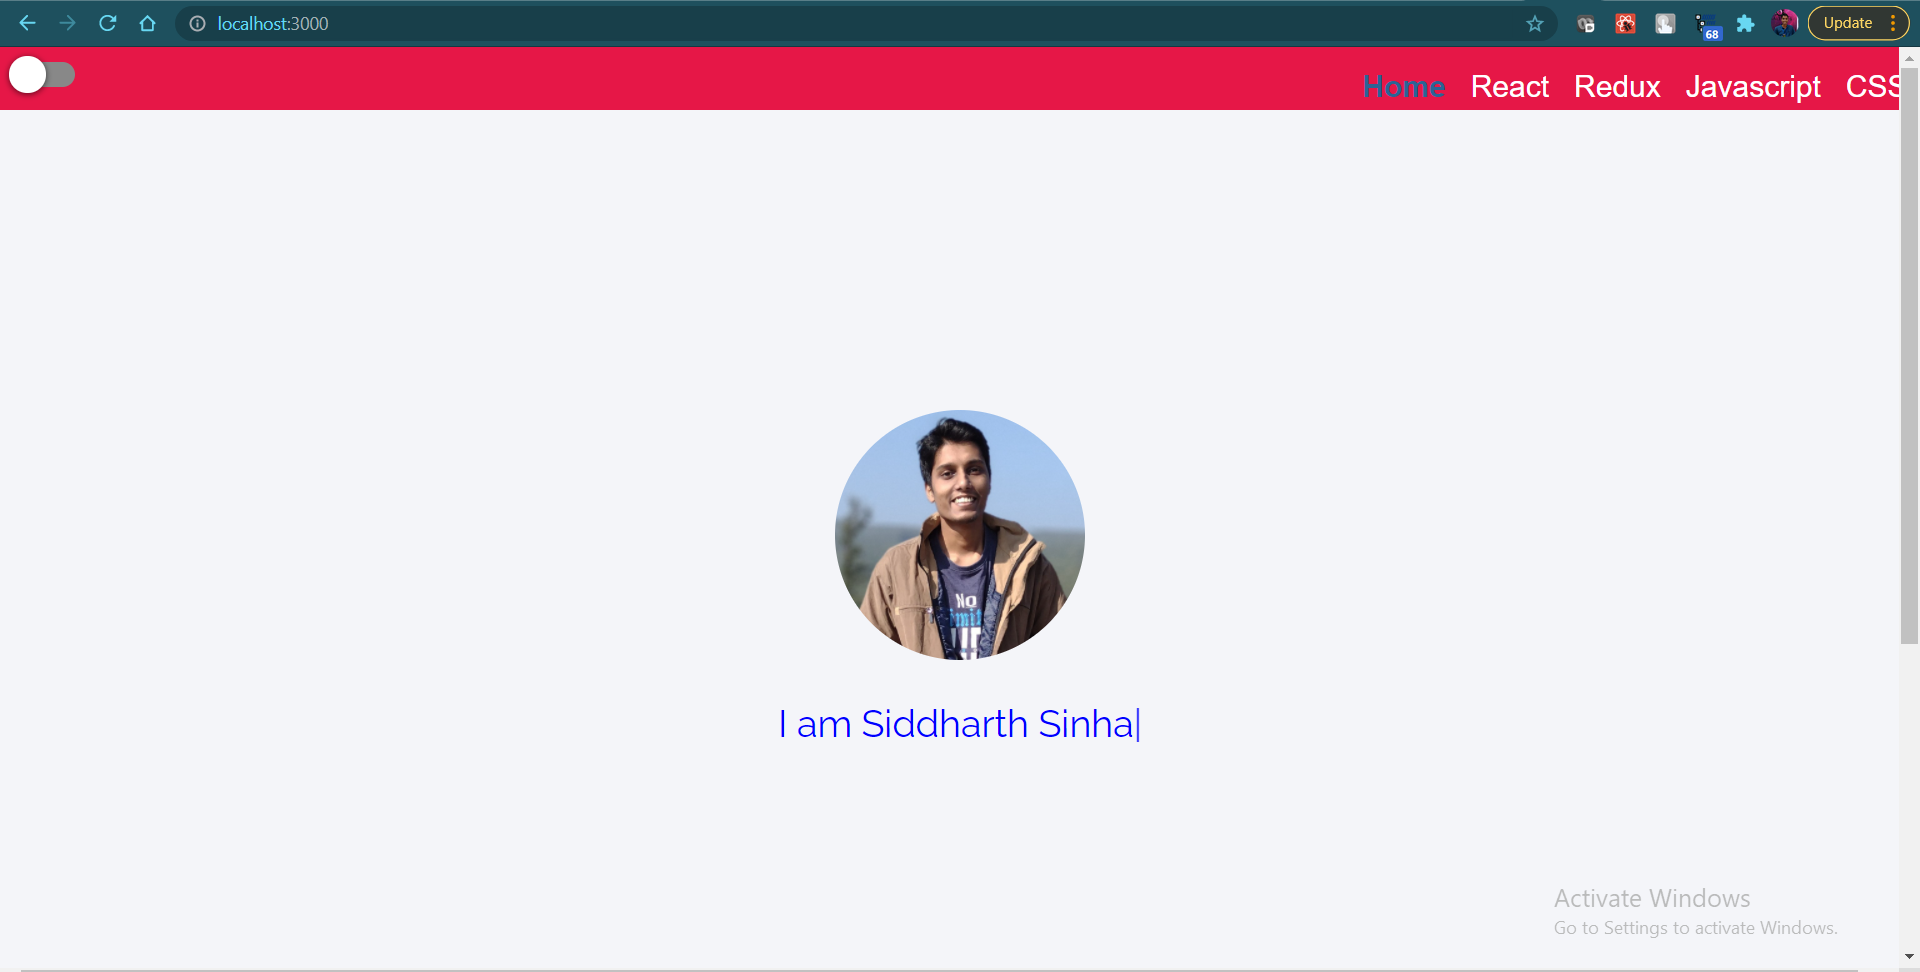 localhost:3000
68
Update
Home React Redux Javascript CSS
No
I am Siddharth Sinha
Activate Windows
Go to Settings to activate Windows.